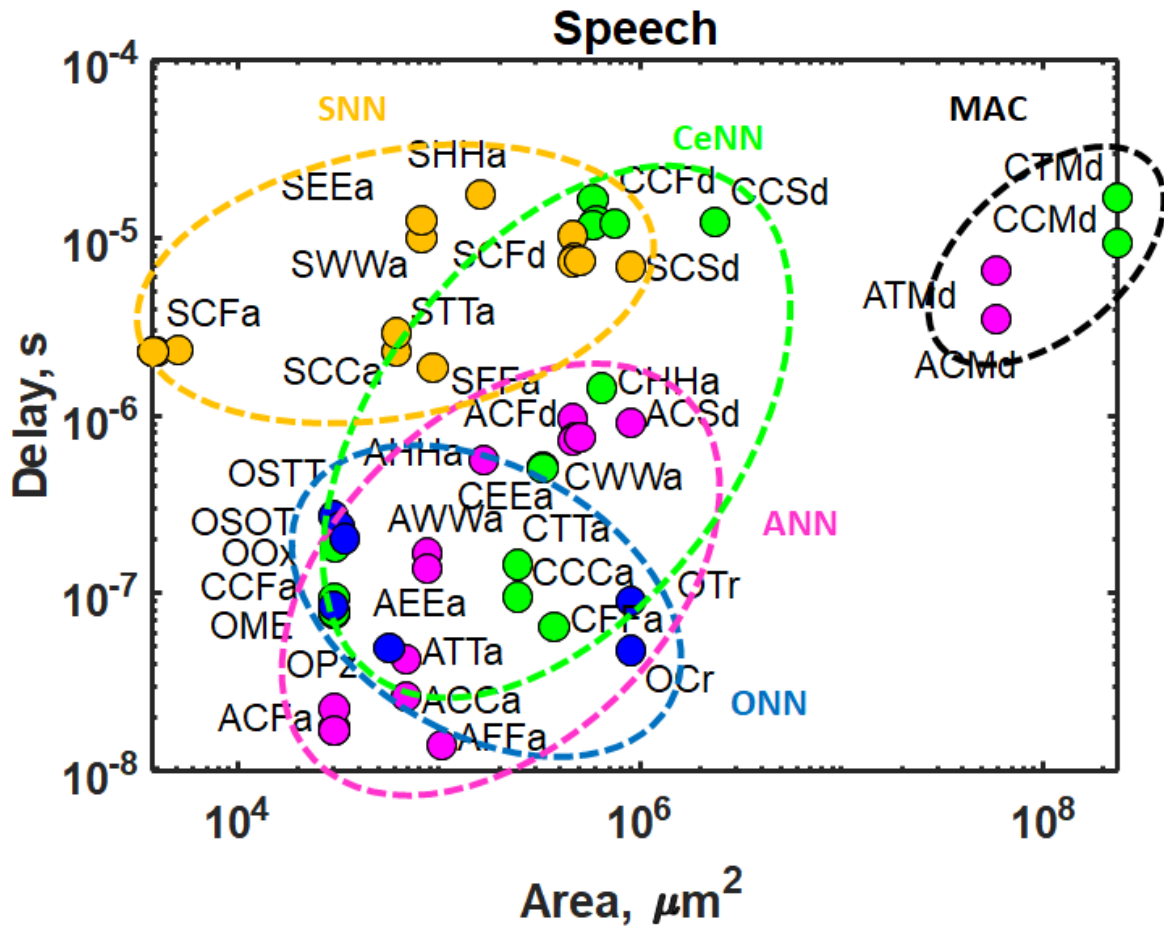 Speech
10^-4
SNN
MAC
CeNN
SHHa
CTMd
SEEa
CCFd
CCSd
CCMd
10^-5
SWWa
SCFd
SCSd
ATMd
SCFa
STTa
SCCa
SFFa
ACMd
CHHa
10^-6
ACFd
ACSd
AHHa
OSTT
CEEa
CWWa
OSOT
AWWa
CTTa
ANN
OOx
CCFa
CCCa
OTr
10^-7
OME
AEEa
CFFa
OPz
ATTa
OCr
ACFa
ACCa
ONN
AFFa
10^-8
10^4
10^6
10^8
Delay, s
Area, μm^2